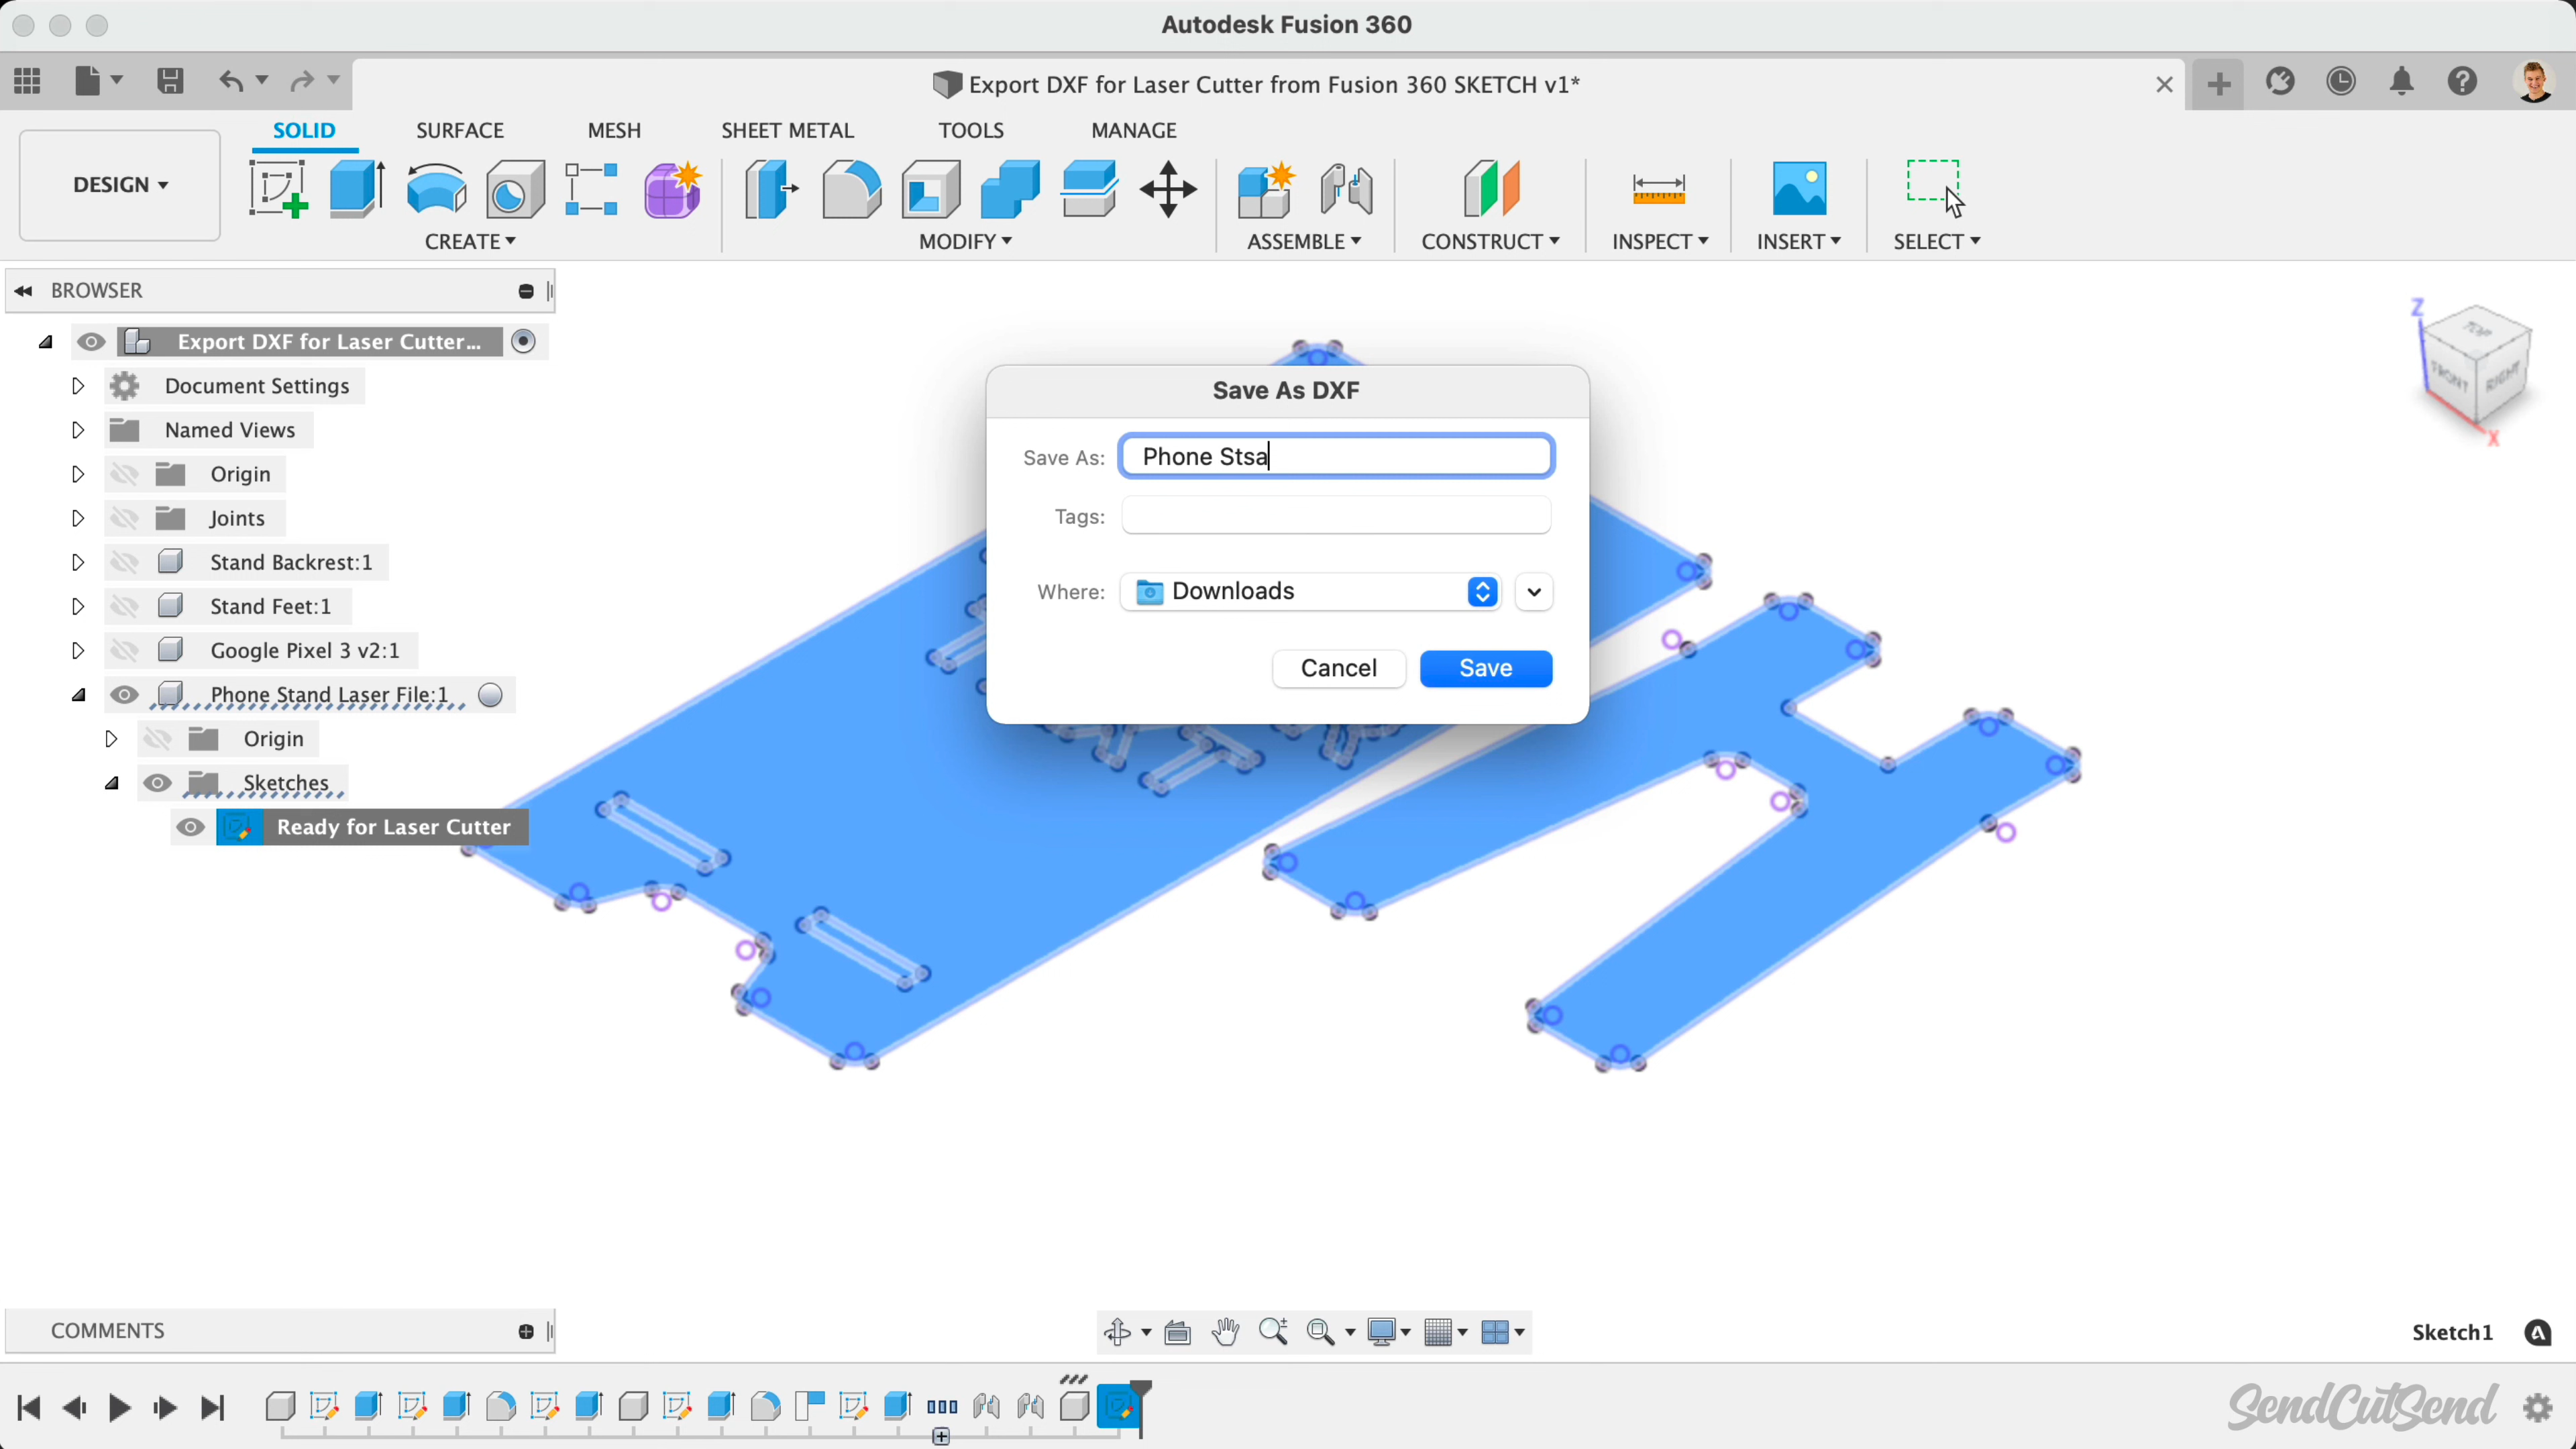 Autodesk Fusion 360
Export DXF for Laser Cutter from Fusion 360 SKETCH v1*
SOLID
SURFACE
MESH
SHEET METAL
TOOLS
MANAGE
DESIGN
CREATE
MODIFY
ASSEMBLE
CONSTRUCT
INSPECT
INSERT
SELECT
BROWSER
Export DXF for Laser Cutter...
Document Settings
Named Views
Origin
Joints
Stand Backrest:1
Stand Feet:1
Google Pixel 3 v2:1
Phone Stand Laser File:1
Origin
Sketches
Ready for Laser Cutter
Save As DXF
Save As: Phone Stsa
Tags:
Where: Downloads
Cancel
Save
Z
TOP
FRONT
RIGHT
X
COMMENTS
Sketch1
SendCutSend